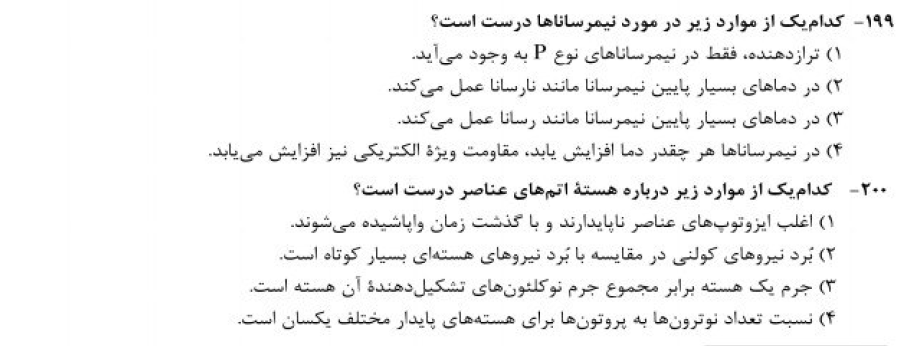 ۱۹۹- کدام‌یک از موارد زیر در مورد نیمرساناها درست است؟
۱) ترازدهنده، فقط در نیمرساناهای نوع P به وجود می‌آید.
۲) در دماهای بسیار پایین نیمرسانا مانند نارسانا عمل می‌کند.
۳) در دماهای بسیار پایین نیمرسانا مانند رسانا عمل می‌کند.
۴) در نیمرساناها هر چقدر دما افزایش یابد، مقاومت ویژهٔ الکتریکی نیز افزایش می‌یابد.
۲۰۰- کدام‌یک از موارد زیر درباره هستهٔ اتم‌های عناصر درست است؟
۱) اغلب ایزوتوپ‌های عناصر ناپایدارند و با گذشت زمان واپاشیده می‌شوند.
۲) بُرد نیروهای کولنی در مقایسه با بُرد نیروهای هسته‌ای بسیار کوتاه است.
۳) جرم یک هسته برابر مجموع جرم نوکلئون‌های تشکیل‌دهندهٔ آن هسته است.
۴) نسبت تعداد نوترون‌ها به پروتون‌ها برای هسته‌های پایدار مختلف یکسان است.